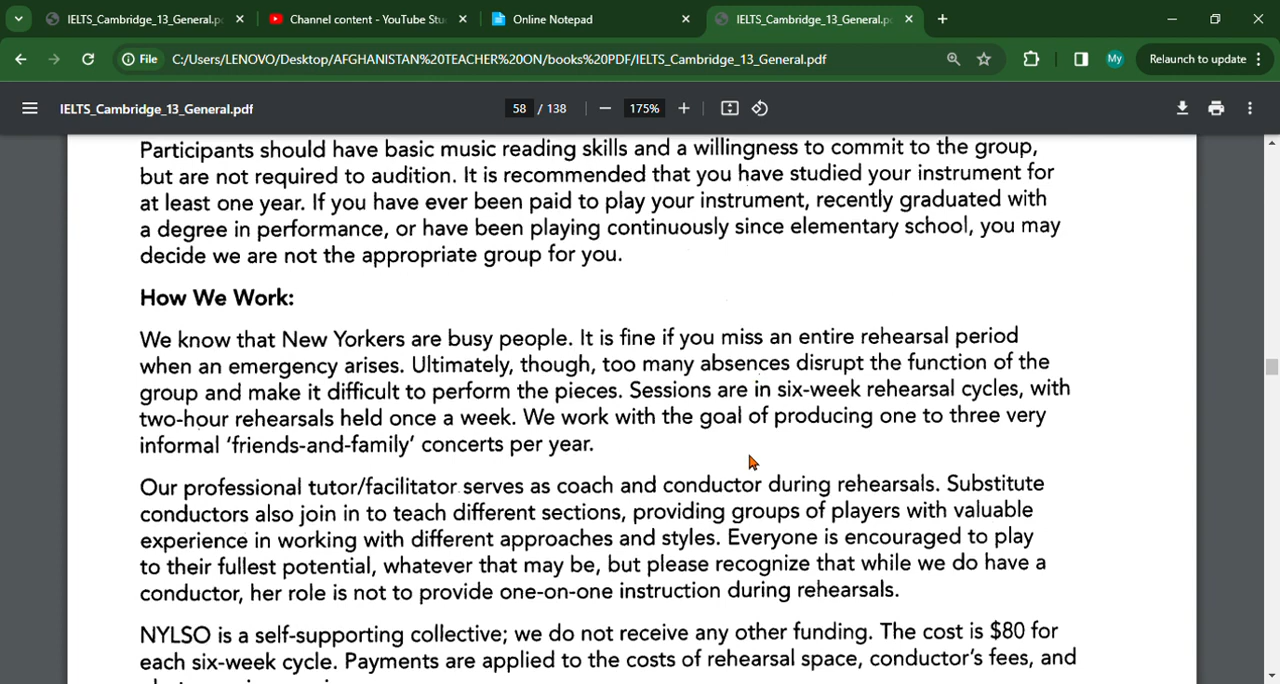 IELTS_Cambridge_13_General.p
Channel content - YouTube Stu
Online Notepad
IELTS_Cambridge_13_General.p
File
C:/Users/LENOVO/Desktop/AFGHANISTAN%20TEACHER%20ON/books%20PDF/IELTS_Cambridge_13_General.pdf
My
Relaunch to update
IELTS_Cambridge_13_General.pdf
58 / 138
175%
Participants should have basic music reading skills and a willingness to commit to the group,
but are not required to audition. It is recommended that you have studied your instrument for
at least one year. If you have ever been paid to play your instrument, recently graduated with
a degree in performance, or have been playing continuously since elementary school, you may
decide we are not the appropriate group for you.
How We Work:
We know that New Yorkers are busy people. It is fine if you miss an entire rehearsal period
when an emergency arises. Ultimately, though, too many absences disrupt the function of the
group and make it difficult to perform the pieces. Sessions are in six-week rehearsal cycles, with
two-hour rehearsals held once a week. We work with the goal of producing one to three very
informal ‘friends-and-family’ concerts per year.
Our professional tutor/facilitator serves as coach and conductor during rehearsals. Substitute
conductors also join in to teach different sections, providing groups of players with valuable
experience in working with different approaches and styles. Everyone is encouraged to play
to their fullest potential, whatever that may be, but please recognize that while we do have a
conductor, her role is not to provide one-on-one instruction during rehearsals.
NYLSO is a self-supporting collective; we do not receive any other funding. The cost is $80 for
each six-week cycle. Payments are applied to the costs of rehearsal space, conductor’s fees, and